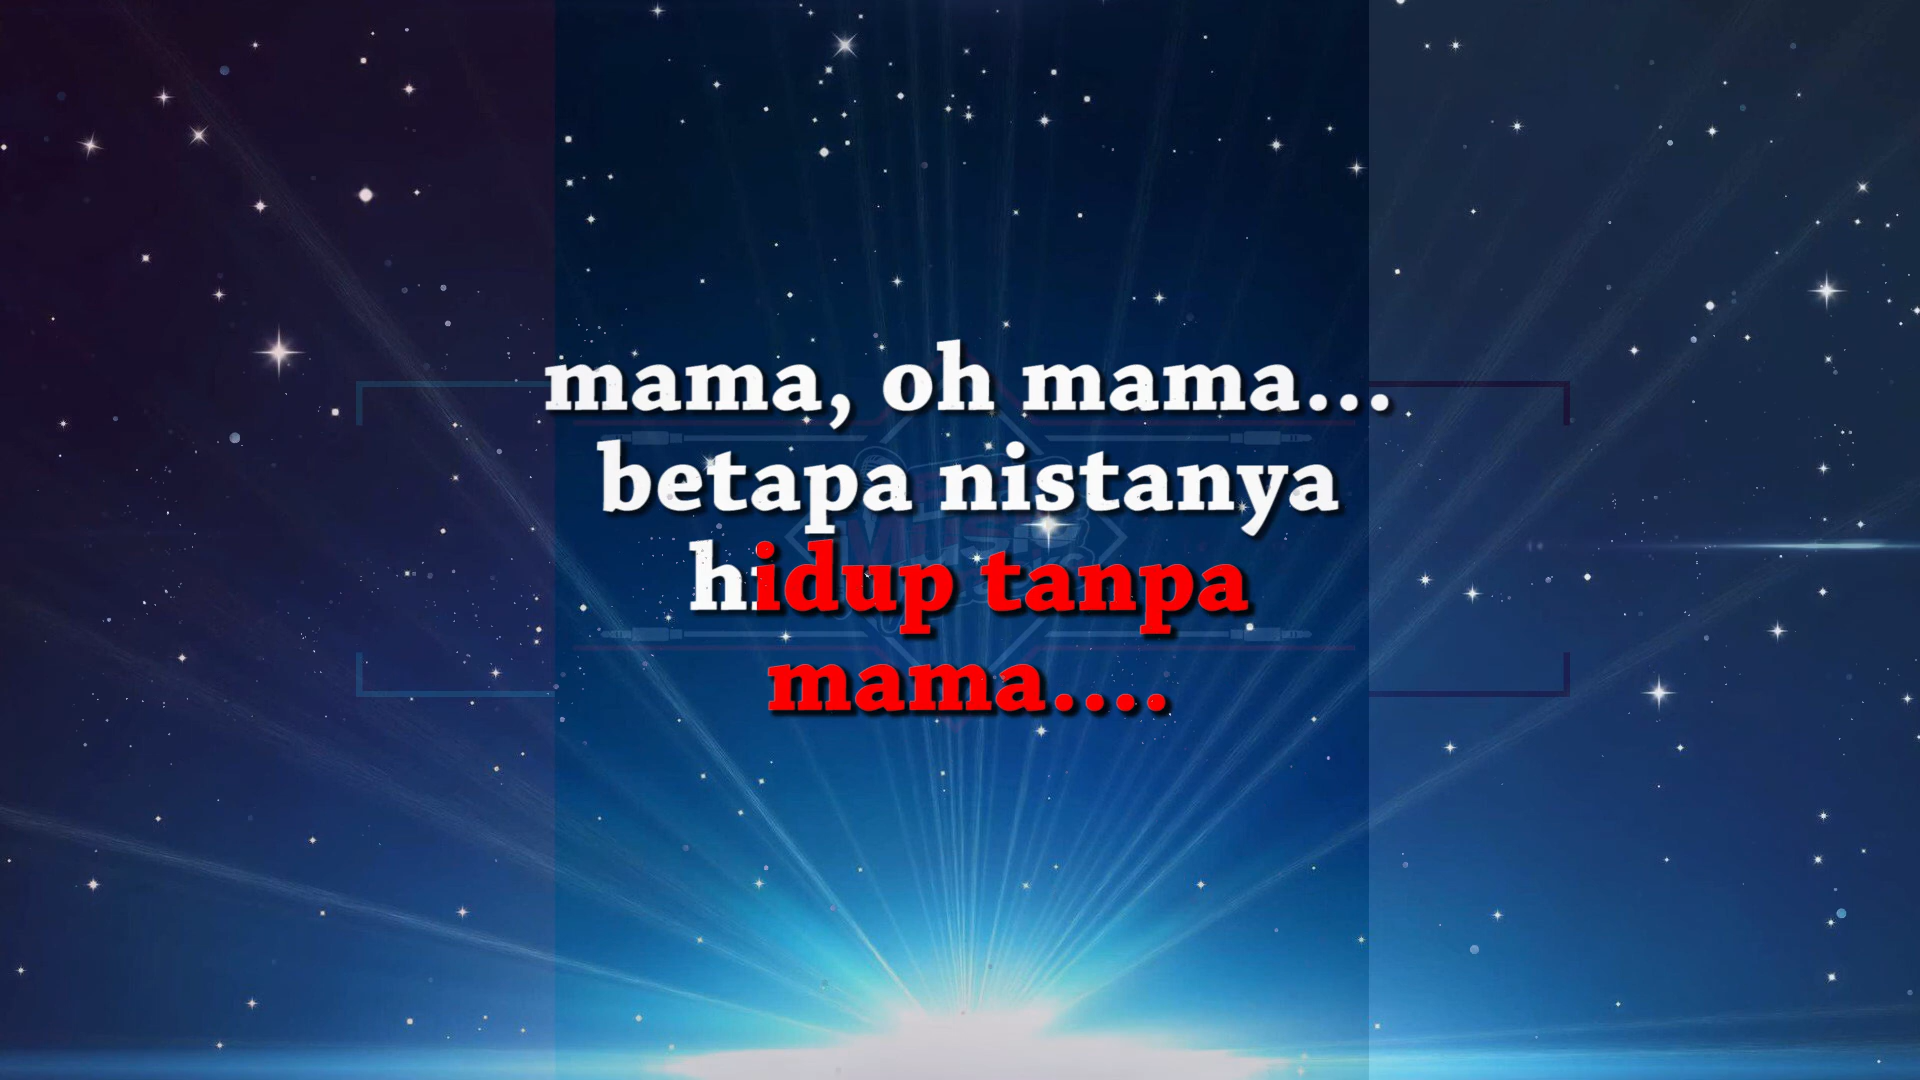 mama, oh mama...
betapa nistanya
hidup tanpa
mama....